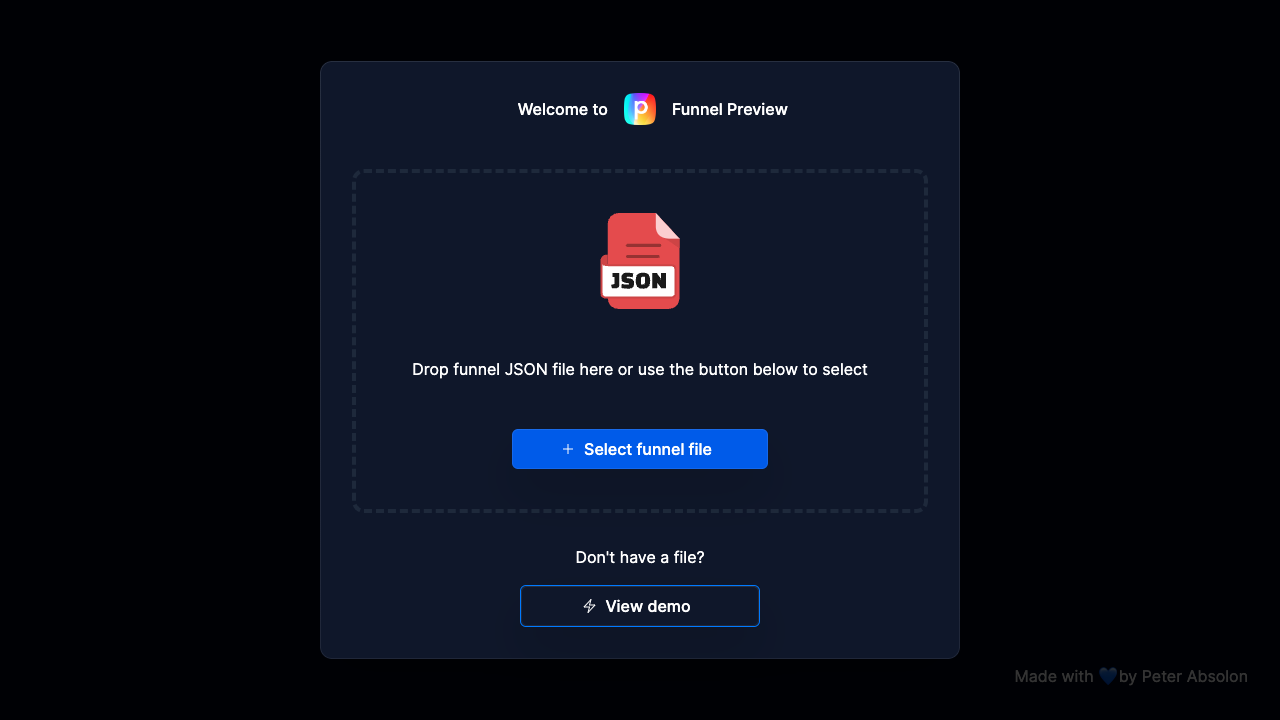 Welcome to p Funnel Preview
JSON
Drop funnel JSON file here or use the button below to select
+ Select funnel file
Don't have a file?
View demo
Made with 💙by Peter Absolon